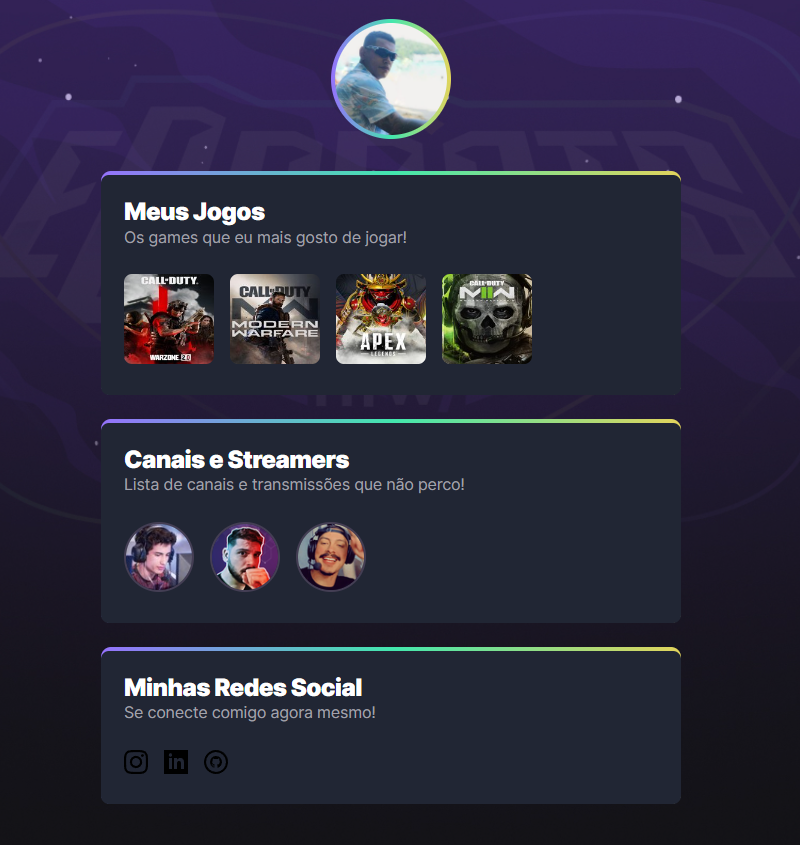 ESPORTS
NLW
Meus Jogos
Os games que eu mais gosto de jogar!
CALL OF DUTY
WARZONE 2.0
CALL OF DUTY
MW
MODERN
WARFARE
APEX
LEGENDS
CALL OF DUTY
MWII
Canais e Streamers
Lista de canais e transmissões que não perco!
Minhas Redes Social
Se conecte comigo agora mesmo!
in